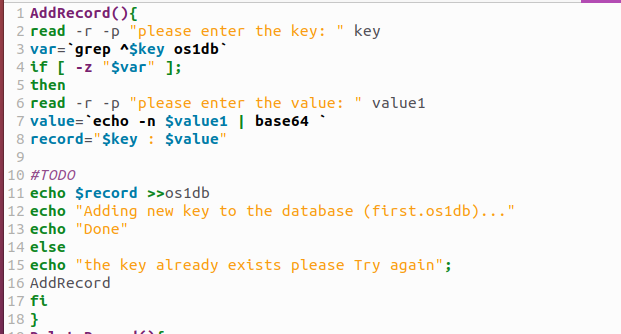 1 AddRecord(){
2 read -r -p "please enter the key: " key
3 var=`grep ^$key os1db`
4 if [ -z "$var" ];
5 then
6 read -r -p "please enter the value: " value1
7 value=`echo -n $value1 | base64 `
8 record="$key : $value"
9
10 #TODO
11 echo $record >>os1db
12 echo "Adding new key to the database (first.os1db)..."
13 echo "Done"
14 else
15 echo "the key already exists please Try again";
16 AddRecord
17 fi
18 }